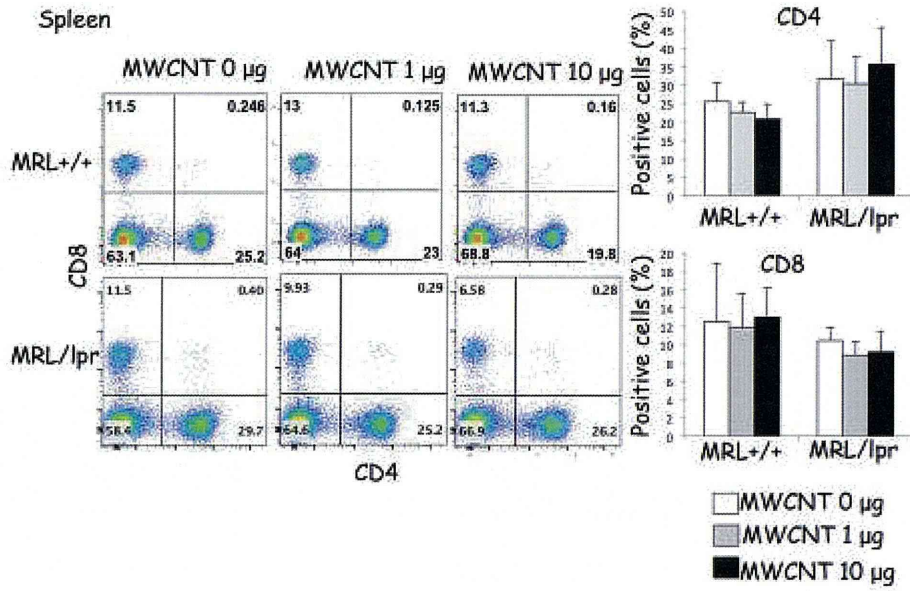 Spleen
MWCNT 0 µg
MWCNT 1 µg
MWCNT 10 µg
MRL+/+
11.5
0.246
63.1
25.2
13
0.125
64
23
11.3
0.16
68.8
19.8
CD8
MRL/lpr
11.5
0.40
58.4
29.7
9.93
0.29
64.6
25.2
6.58
0.28
66.9
26.2
CD4
CD4
Positive cells (%)
50
45
40
35
30
25
20
15
10
5
0
MRL+/+
MRL/lpr
CD8
Positive cells (%)
20
18
16
14
12
10
8
6
4
2
0
MRL+/+
MRL/lpr
MWCNT 0 µg
MWCNT 1 µg
MWCNT 10 µg